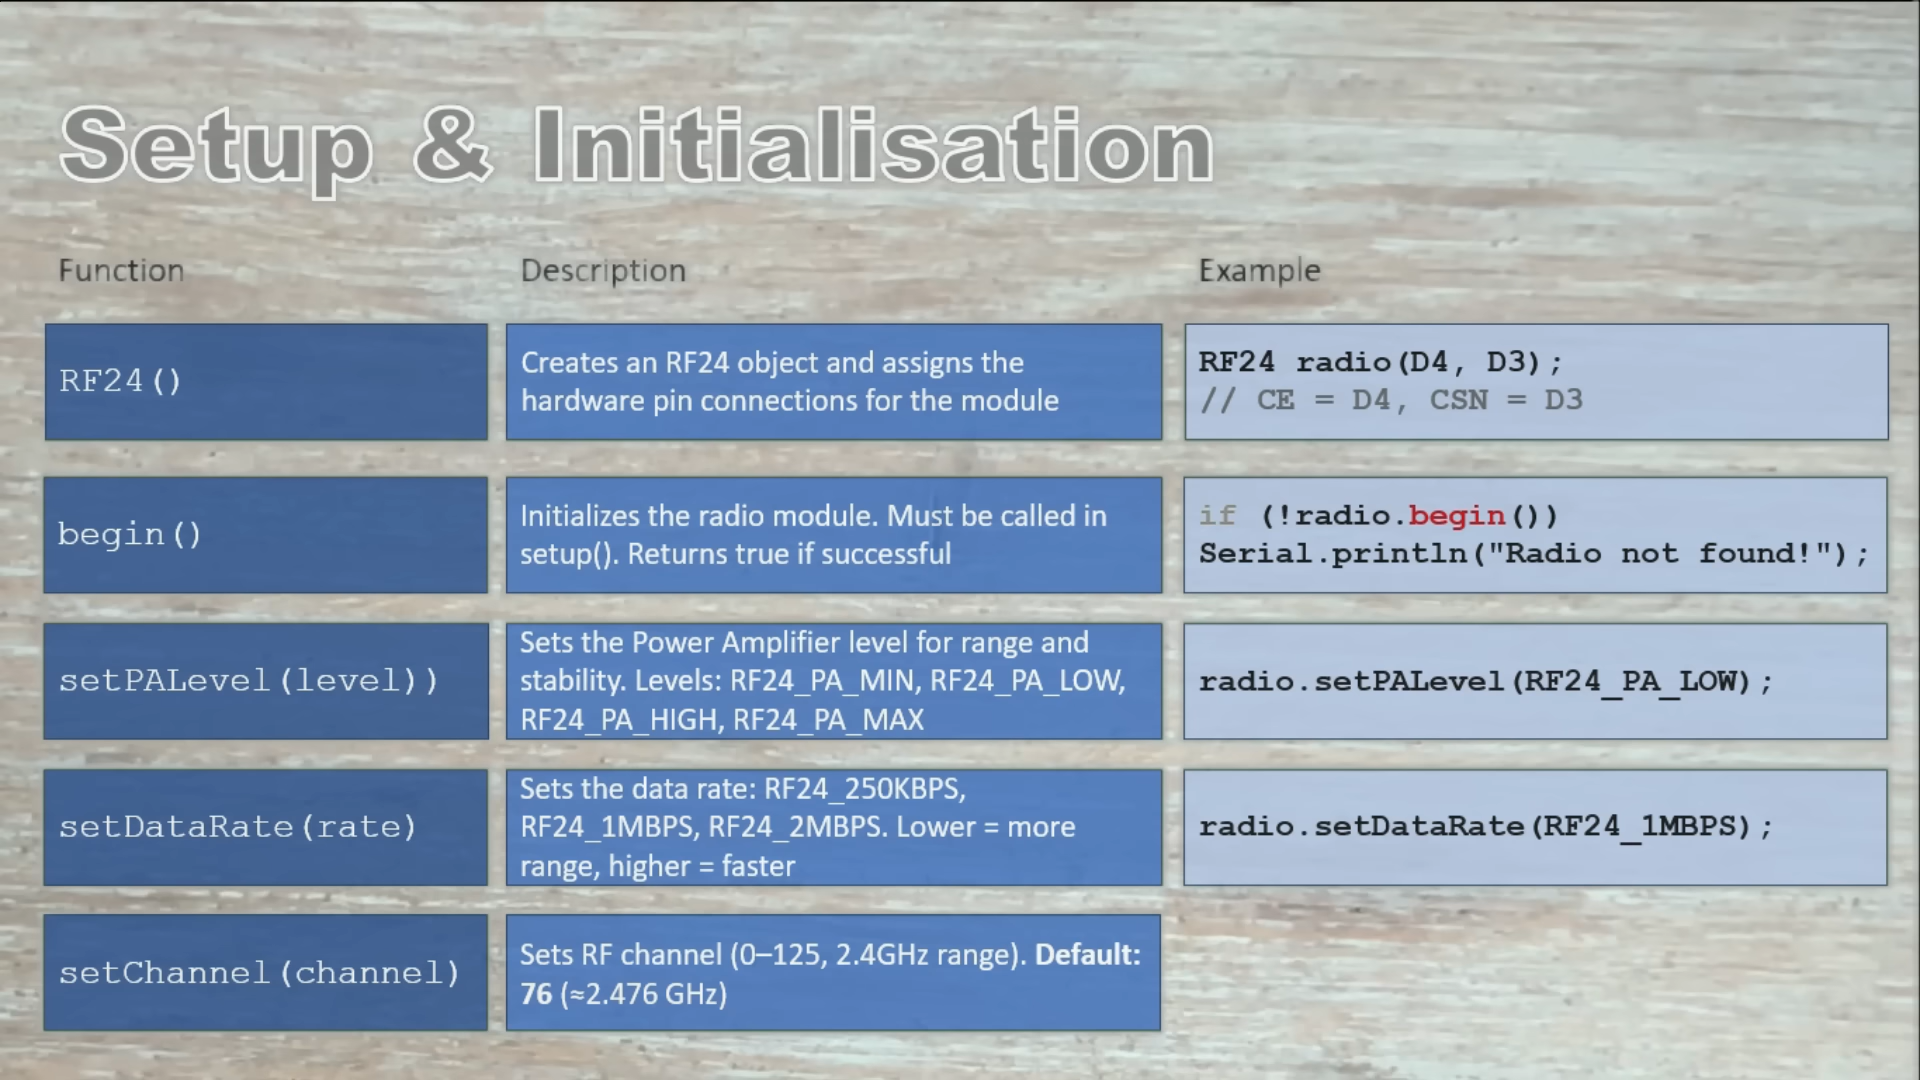 Setup & Initialisation
Function Description Example
RF24()
Creates an RF24 object and assigns the
hardware pin connections for the module
RF24 radio(D4, D3);
// CE = D4, CSN = D3
begin()
Initializes the radio module. Must be called in
setup(). Returns true if successful
if (!radio.begin())
Serial.println("Radio not found!");
setPALevel(level))
Sets the Power Amplifier level for range and
stability. Levels: RF24_PA_MIN, RF24_PA_LOW,
RF24_PA_HIGH, RF24_PA_MAX
radio.setPALevel(RF24_PA_LOW);
setDataRate(rate)
Sets the data rate: RF24_250KBPS,
RF24_1MBPS, RF24_2MBPS. Lower = more
range, higher = faster
radio.setDataRate(RF24_1MBPS);
setChannel(channel)
Sets RF channel (0–125, 2.4GHz range). Default:
76 (≈2.476 GHz)